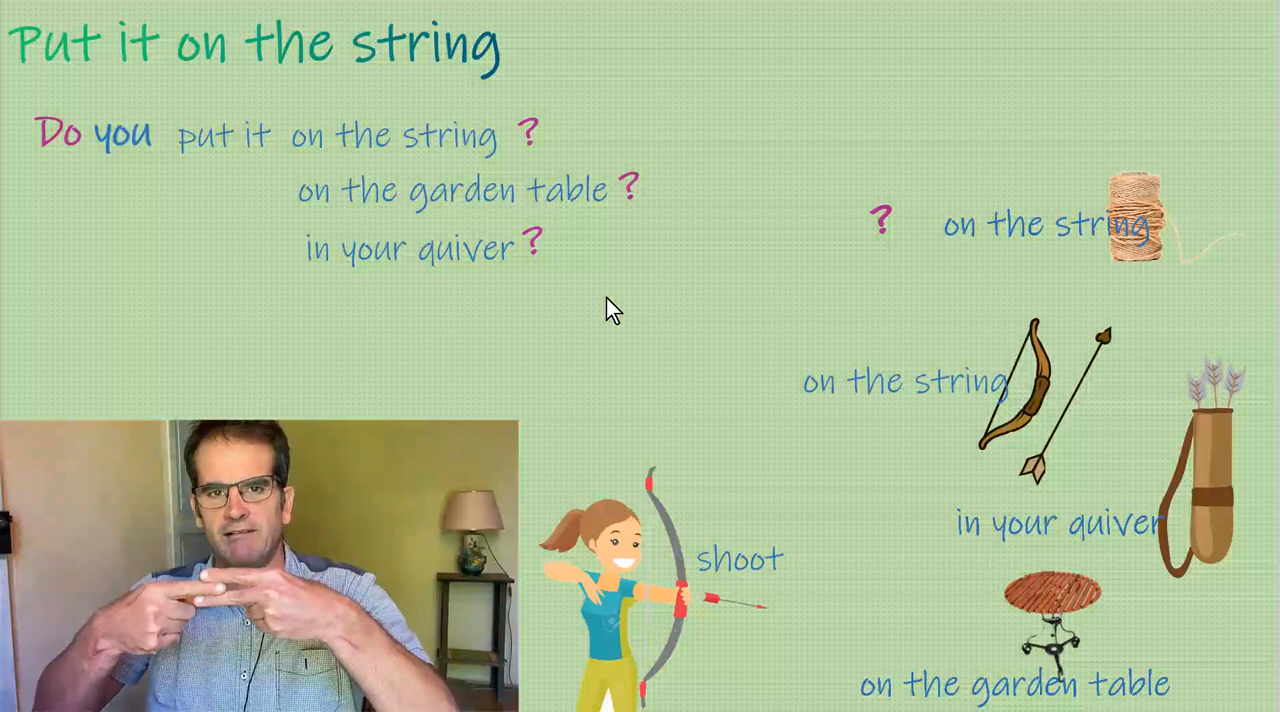 Put it on the string
Do you put it on the string ?
on the garden table ?
in your quiver ?
? on the string
on the string
in your quiver
shoot
on the garden table